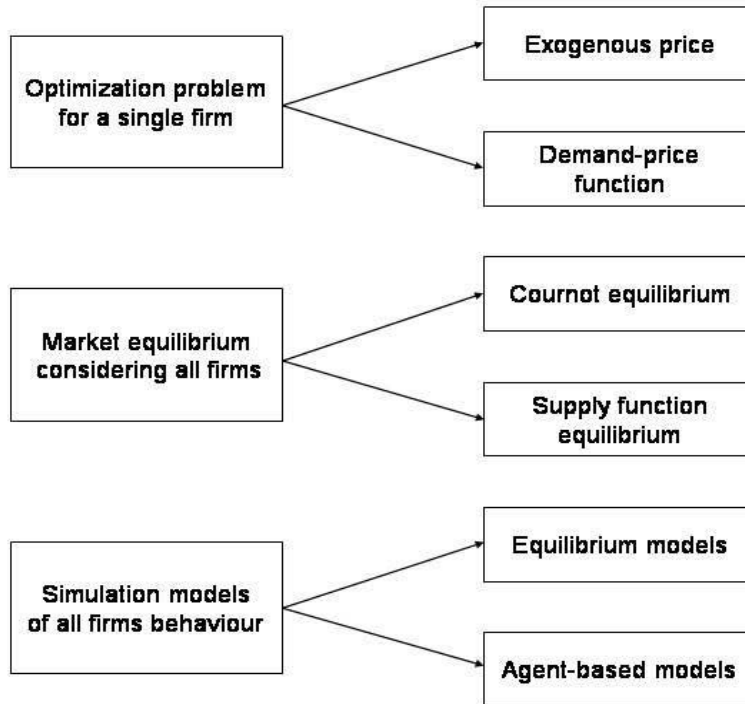 Optimization problem
for a single firm
Exogenous price
Demand-price
function
Market equilibrium
considering all firms
Cournot equilibrium
Supply function
equilibrium
Simulation models
of all firms behaviour
Equilibrium models
Agent-based models